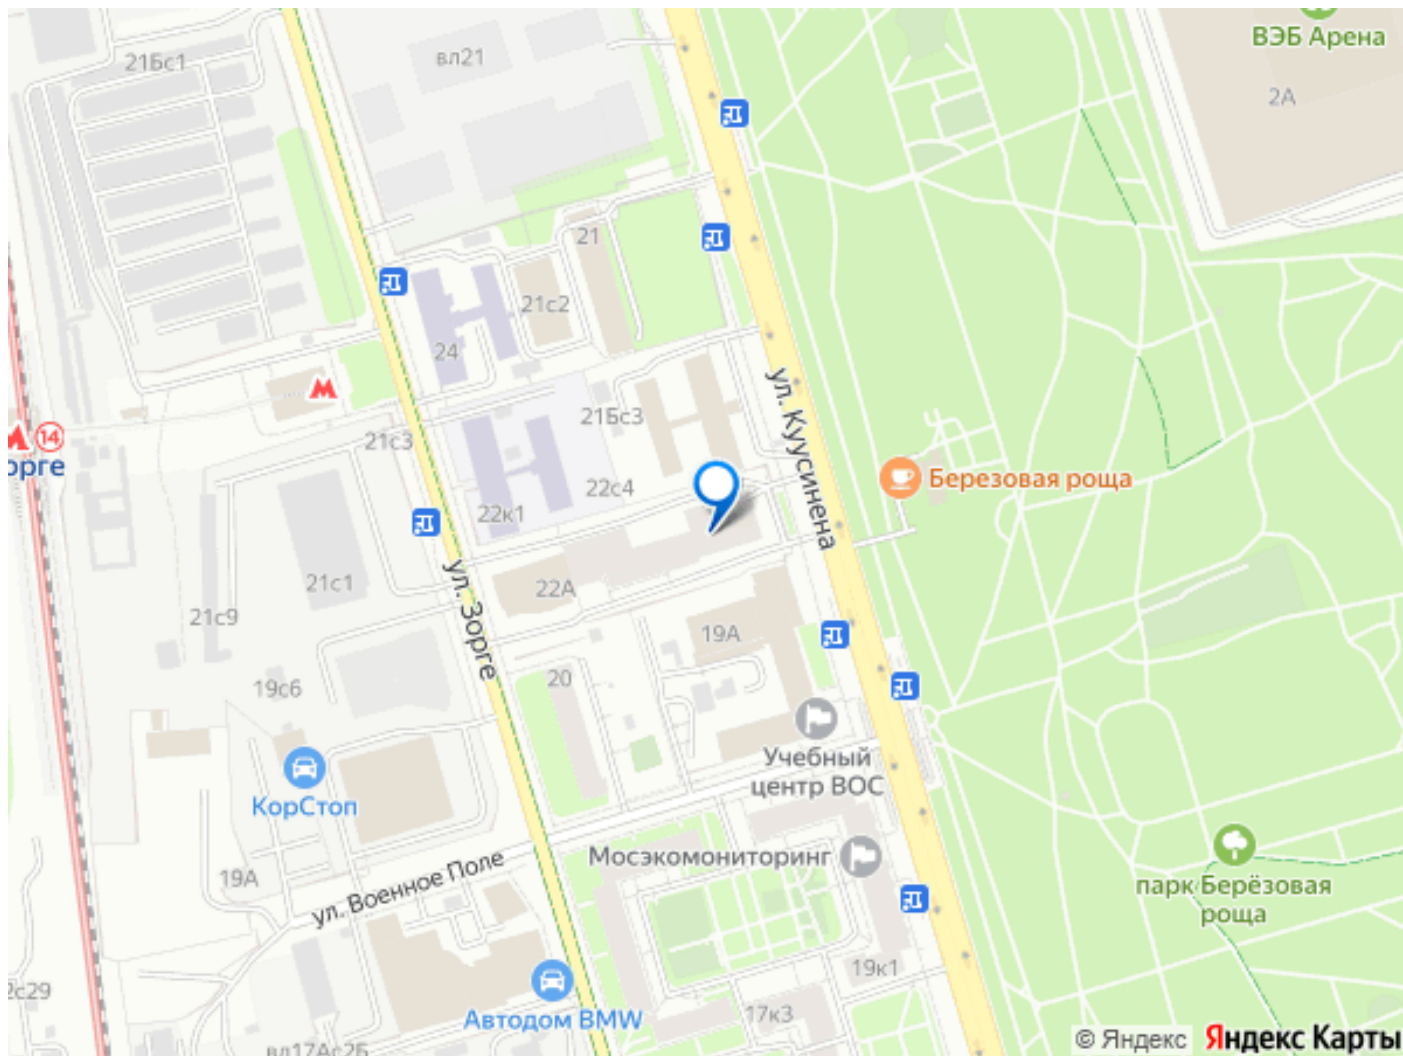 ВЭБ Арена
2А
21Бс1
вл21
21
21с2
24
21Бс3
21с3
14
орге
ул. Куусинена
Березовая роща
22с4
22к1
21с1
22А
21с9
ул. Зорге
19А
20
19с6
Учебный
центр ВОС
КорСтоп
Мосэкомониторинг
19А
ул. Военное Поле
парк Берёзовая
роща
19к1
17к3
с29
Автодом BMW
вл17Ас2Б
© Яндекс Яндекс Карты